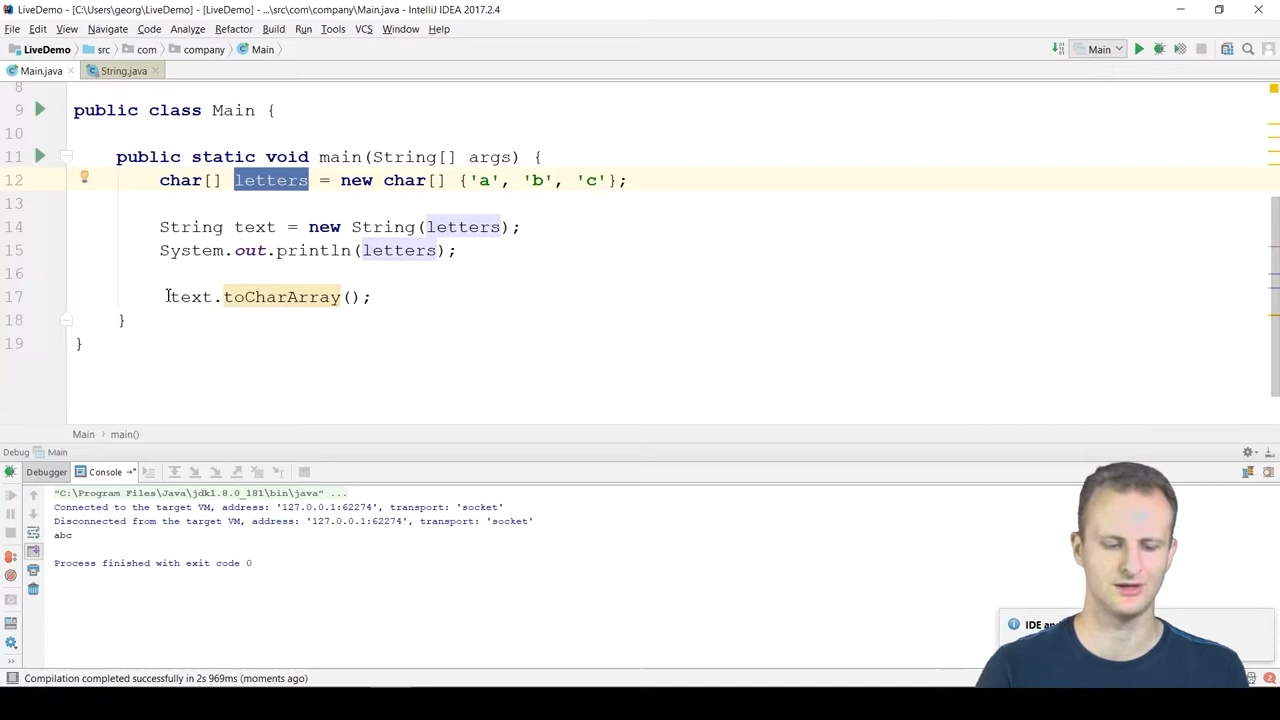 LiveDemo - [C:\Users\georg\LiveDemo] - [LiveDemo] - ...\src\com\company\Main.java - IntelliJ IDEA 2017.2.4
File Edit View Navigate Code Analyze Refactor Build Run Tools VCS Window Help
LiveDemo src com company Main Main
Main.java String.java
8
9 public class Main {
10
11 public static void main(String[] args) {
12 char[] letters = new char[] {'a', 'b', 'c'};
13
14 String text = new String(letters);
15 System.out.println(letters);
16
17 text.toCharArray();
18 }
19 }
Main main()
Debug Main
Debugger Console
"C:\Program Files\Java\jdk1.8.0_181\bin\java" ...
Connected to the target VM, address: '127.0.0.1:62274', transport: 'socket'
Disconnected from the target VM, address: '127.0.0.1:62274', transport: 'socket'
abc
Process finished with exit code 0
IDE
Compilation completed successfully in 2s 969ms (moments ago)
2